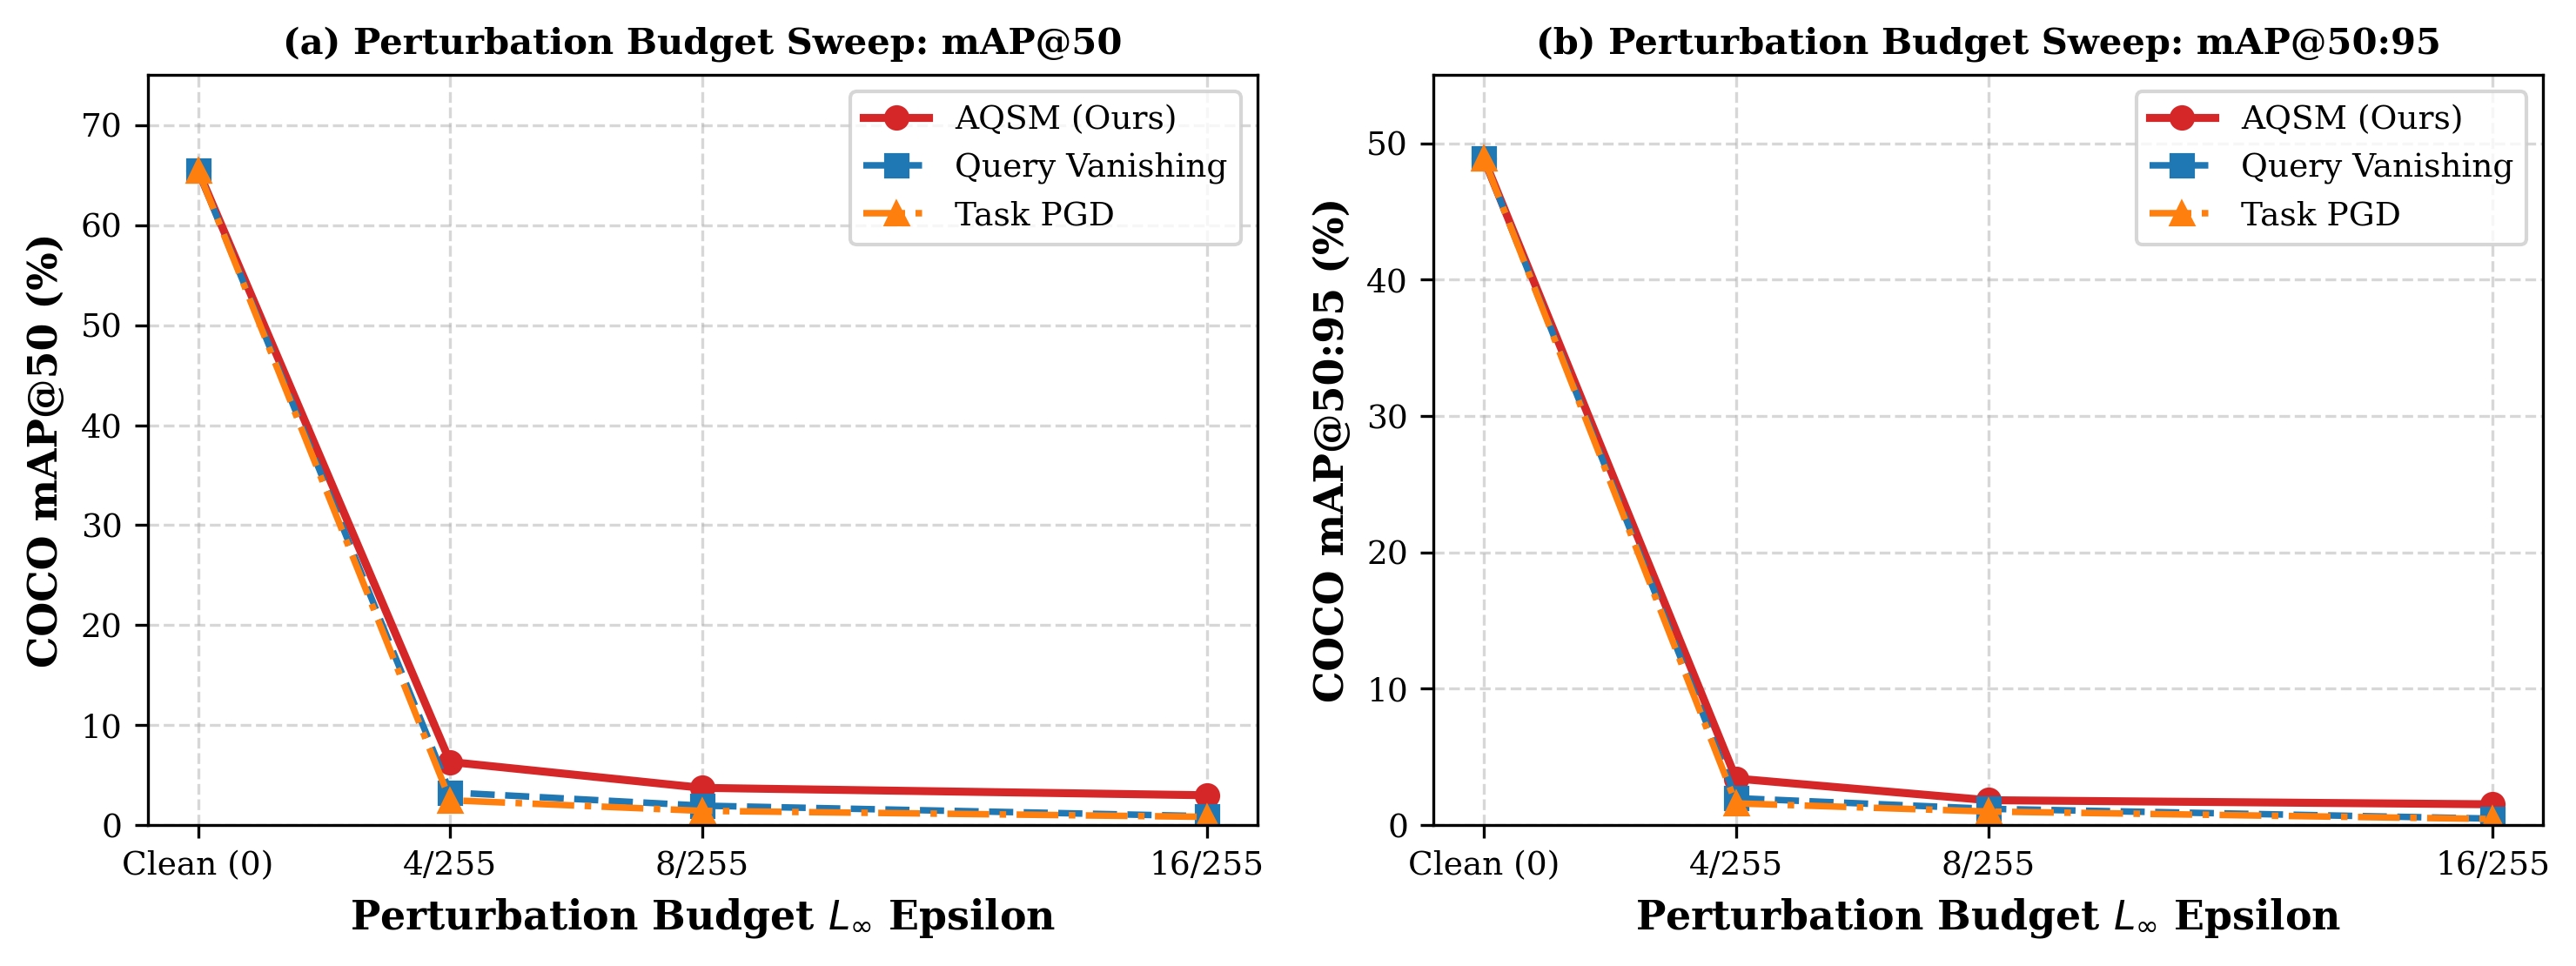 (a) Perturbation Budget Sweep: mAP@50
COCO mAP@50 (%)
70
60
50
40
30
20
10
0
AQSM (Ours)
Query Vanishing
Task PGD
Clean (0)
4/255
8/255
16/255
Perturbation Budget L∞ Epsilon
(b) Perturbation Budget Sweep: mAP@50:95
COCO mAP@50:95 (%)
50
40
30
20
10
0
AQSM (Ours)
Query Vanishing
Task PGD
Clean (0)
4/255
8/255
16/255
Perturbation Budget L∞ Epsilon